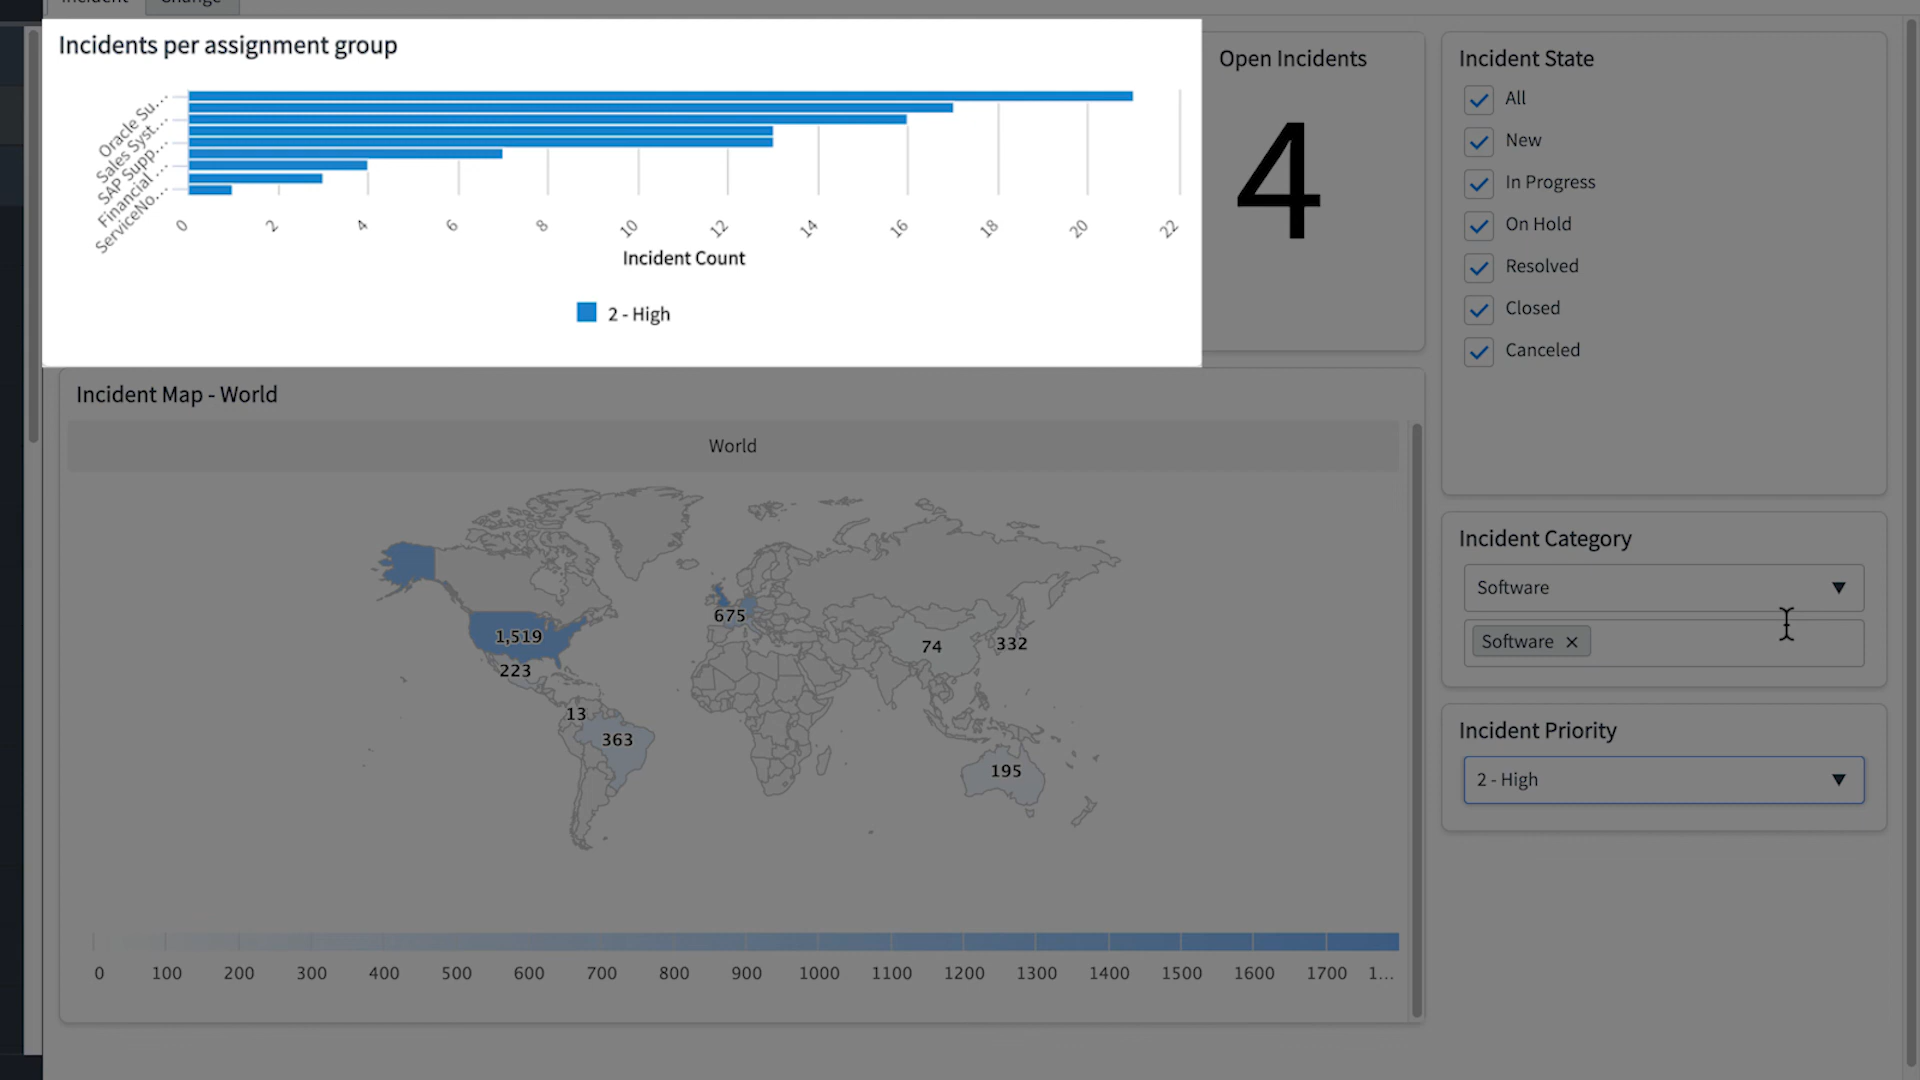 Incident Change
Incidents per assignment group
Oracle Su...
Sales Syst...
SAP Supp...
Financial ...
ServiceNo...
0 2 4 6 8 10 12 14 16 18 20 22
Incident Count
2 - High
Open Incidents
4
Incident State
All
New
In Progress
On Hold
Resolved
Closed
Canceled
Incident Map - World
World
1,519
223
13
363
675
74
332
195
0 100 200 300 400 500 600 700 800 900 1000 1100 1200 1300 1400 1500 1600 1700 1...
Incident Category
Software
Software
Incident Priority
2 - High